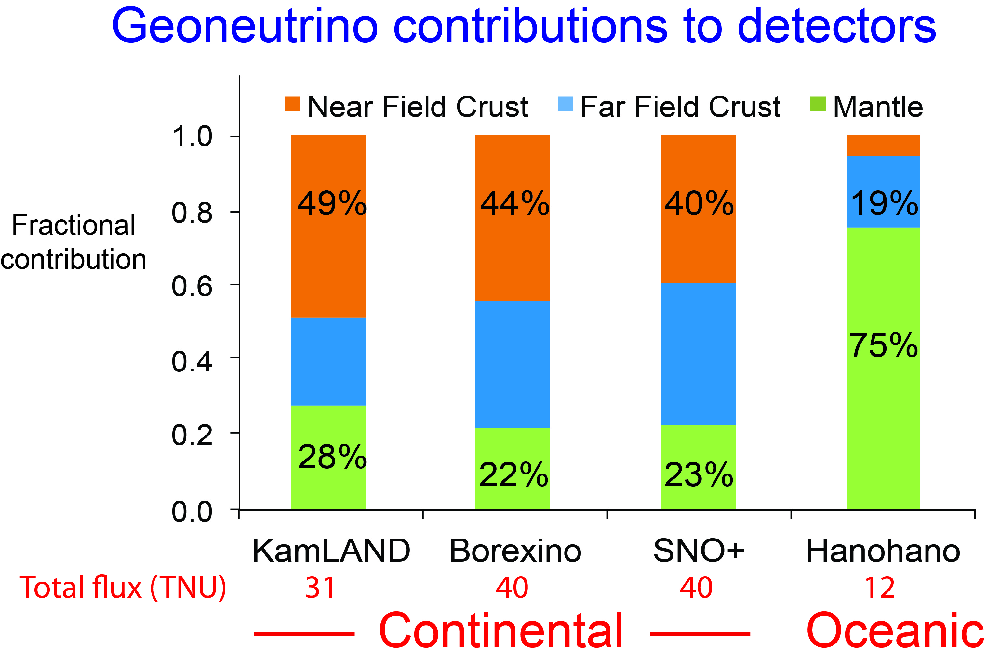 Geoneutrino contributions to detectors
Near Field Crust Far Field Crust Mantle
1.0
0.8
0.6
0.4
0.2
0.0
Fractional
contribution
49% 44% 40% 19%
75%
28% 22% 23%
KamLAND Borexino SNO+ Hanohano
Total flux (TNU) 31 40 40 12
Continental Oceanic